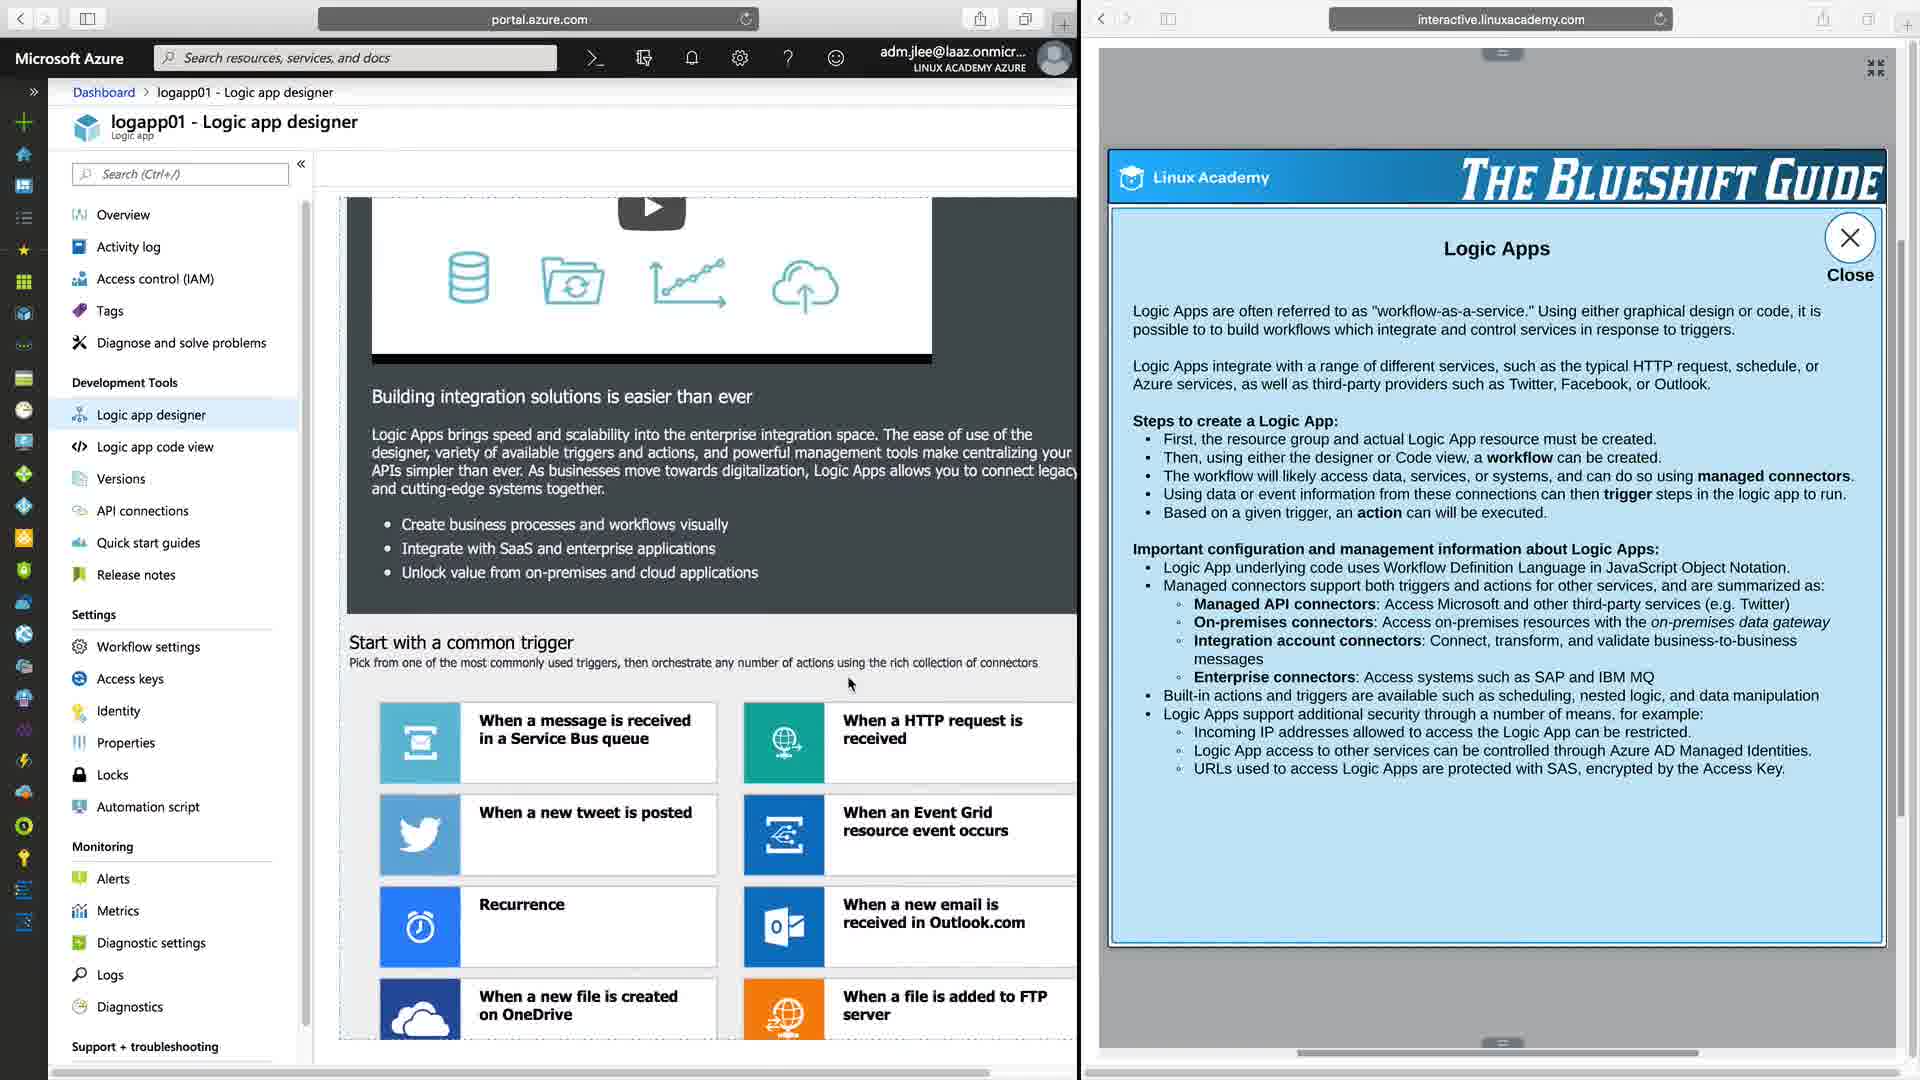 portal.azure.com
Microsoft Azure
Search resources, services, and docs
adm.jlee@laaz.onmicr...
LINUX ACADEMY AZURE
Dashboard > logapp01 - Logic app designer
logapp01 - Logic app designer
Logic app
Search (Ctrl+/)
Overview
Activity log
Access control (IAM)
Tags
Diagnose and solve problems
Development Tools
Logic app designer
Logic app code view
Versions
API connections
Quick start guides
Release notes
Settings
Workflow settings
Access keys
Identity
Properties
Locks
Automation script
Monitoring
Alerts
Metrics
Diagnostic settings
Logs
Diagnostics
Support + troubleshooting
Building integration solutions is easier than ever
Logic Apps brings speed and scalability into the enterprise integration space. The ease of use of the
designer, variety of available triggers and actions, and powerful management tools make centralizing your
APIs simpler than ever. As businesses move towards digitalization, Logic Apps allows you to connect legacy
and cutting-edge systems together.
• Create business processes and workflows visually
• Integrate with SaaS and enterprise applications
• Unlock value from on-premises and cloud applications
Start with a common trigger
Pick from one of the most commonly used triggers, then orchestrate any number of actions using the rich collection of connectors
When a message is received
in a Service Bus queue
When a HTTP request is
received
When a new tweet is posted
When an Event Grid
resource event occurs
Recurrence
When a new email is
received in Outlook.com
When a new file is created
on OneDrive
When a file is added to FTP
server
interactive.linuxacademy.com
Linux Academy
THE BLUESHIFT GUIDE
Logic Apps
Close
Logic Apps are often referred to as "workflow-as-a-service." Using either graphical design or code, it is
possible to to build workflows which integrate and control services in response to triggers.
Logic Apps integrate with a range of different services, such as the typical HTTP request, schedule, or
Azure services, as well as third-party providers such as Twitter, Facebook, or Outlook.
Steps to create a Logic App:
• First, the resource group and actual Logic App resource must be created.
• Then, using either the designer or Code view, a workflow can be created.
• The workflow will likely access data, services, or systems, and can do so using managed connectors.
• Using data or event information from these connections can then trigger steps in the logic app to run.
• Based on a given trigger, an action can will be executed.
Important configuration and management information about Logic Apps:
• Logic App underlying code uses Workflow Definition Language in JavaScript Object Notation.
• Managed connectors support both triggers and actions for other services, and are summarized as:
◦ Managed API connectors: Access Microsoft and other third-party services (e.g. Twitter)
◦ On-premises connectors: Access on-premises resources with the on-premises data gateway
◦ Integration account connectors: Connect, transform, and validate business-to-business
messages
◦ Enterprise connectors: Access systems such as SAP and IBM MQ
• Built-in actions and triggers are available such as scheduling, nested logic, and data manipulation
• Logic Apps support additional security through a number of means, for example:
◦ Incoming IP addresses allowed to access the Logic App can be restricted.
◦ Logic App access to other services can be controlled through Azure AD Managed Identities.
◦ URLs used to access Logic Apps are protected with SAS, encrypted by the Access Key.